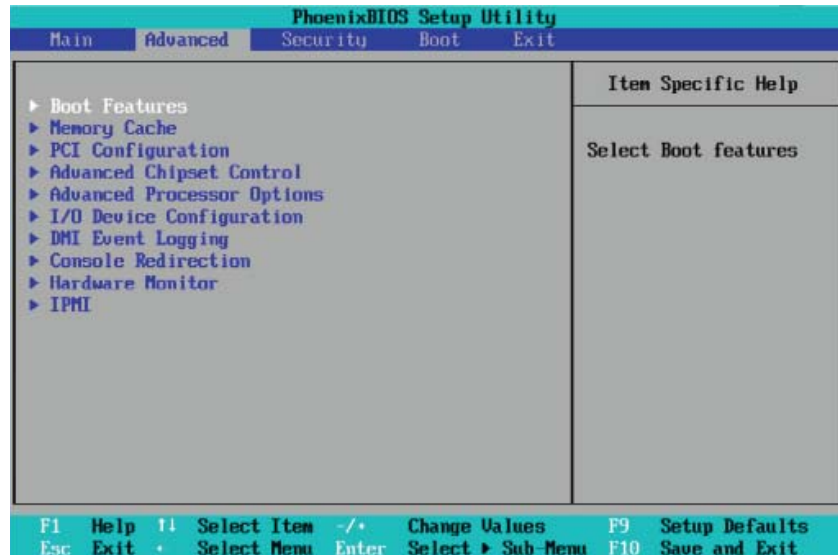 PhoenixBIOS Setup Utility
Main Advanced Security Boot Exit
Item Specific Help
▶ Boot Features
▶ Memory Cache
▶ PCI Configuration
▶ Advanced Chipset Control
▶ Advanced Processor Options
▶ I/O Device Configuration
▶ DMI Event Logging
▶ Console Redirection
▶ Hardware Monitor
▶ IPMI
Select Boot features
F1 Help ↑↓ Select Item -/+ Change Values F9 Setup Defaults
Esc Exit Select Menu Enter Select ▶ Sub-Menu F10 Save and Exit